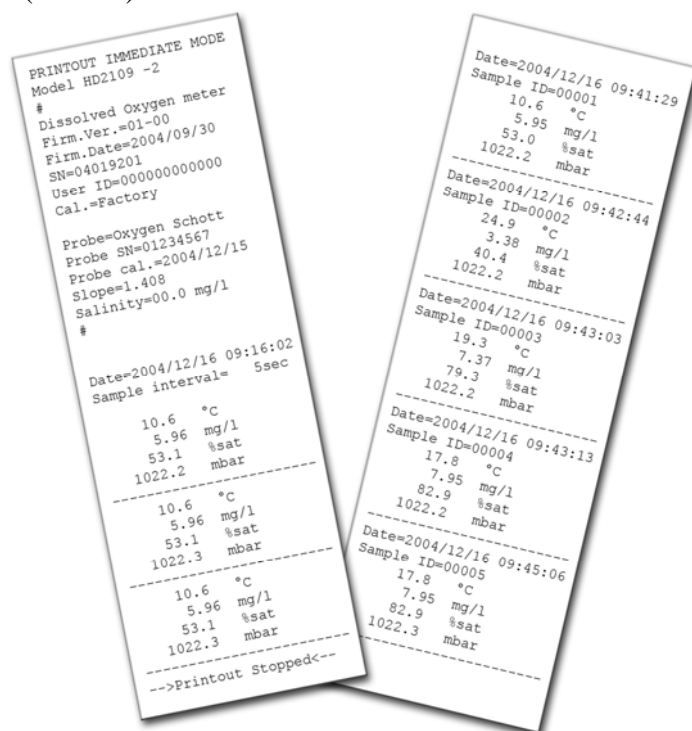 PRINTOUT IMMEDIATE MODE
Model HD2109 -2
#
Dissolved Oxygen meter
Firm.Ver.=01-00
Firm.Date=2004/09/30
SN=04019201
User ID=000000000000
Cal.=Factory
Probe=Oxygen Schott
Probe SN=01234567
Probe cal.=2004/12/15
Slope=1.408
Salinity=00.0 mg/l
#
Date=2004/12/16 09:16:02
Sample interval= 5sec
10.6 °C
5.96 mg/l
53.1 %sat
1022.2 mbar
------------------------
10.6 °C
5.96 mg/l
53.1 %sat
1022.3 mbar
------------------------
10.6 °C
5.96 mg/l
53.1 %sat
1022.3 mbar
------------------------
-->Printout Stopped<--
Date=2004/12/16 09:41:29
Sample ID=00001
10.6 °C
5.95 mg/l
53.0 %sat
1022.2 mbar
------------------------
Date=2004/12/16 09:42:44
Sample ID=00002
24.9 °C
3.38 mg/l
40.4 %sat
1022.2 mbar
------------------------
Date=2004/12/16 09:43:03
Sample ID=00003
19.3 °C
7.37 mg/l
79.3 %sat
1022.2 mbar
------------------------
Date=2004/12/16 09:43:13
Sample ID=00004
17.8 °C
7.95 mg/l
82.9 %sat
1022.2 mbar
------------------------
Date=2004/12/16 09:45:06
Sample ID=00005
17.8 °C
7.95 mg/l
82.9 %sat
1022.3 mbar
------------------------